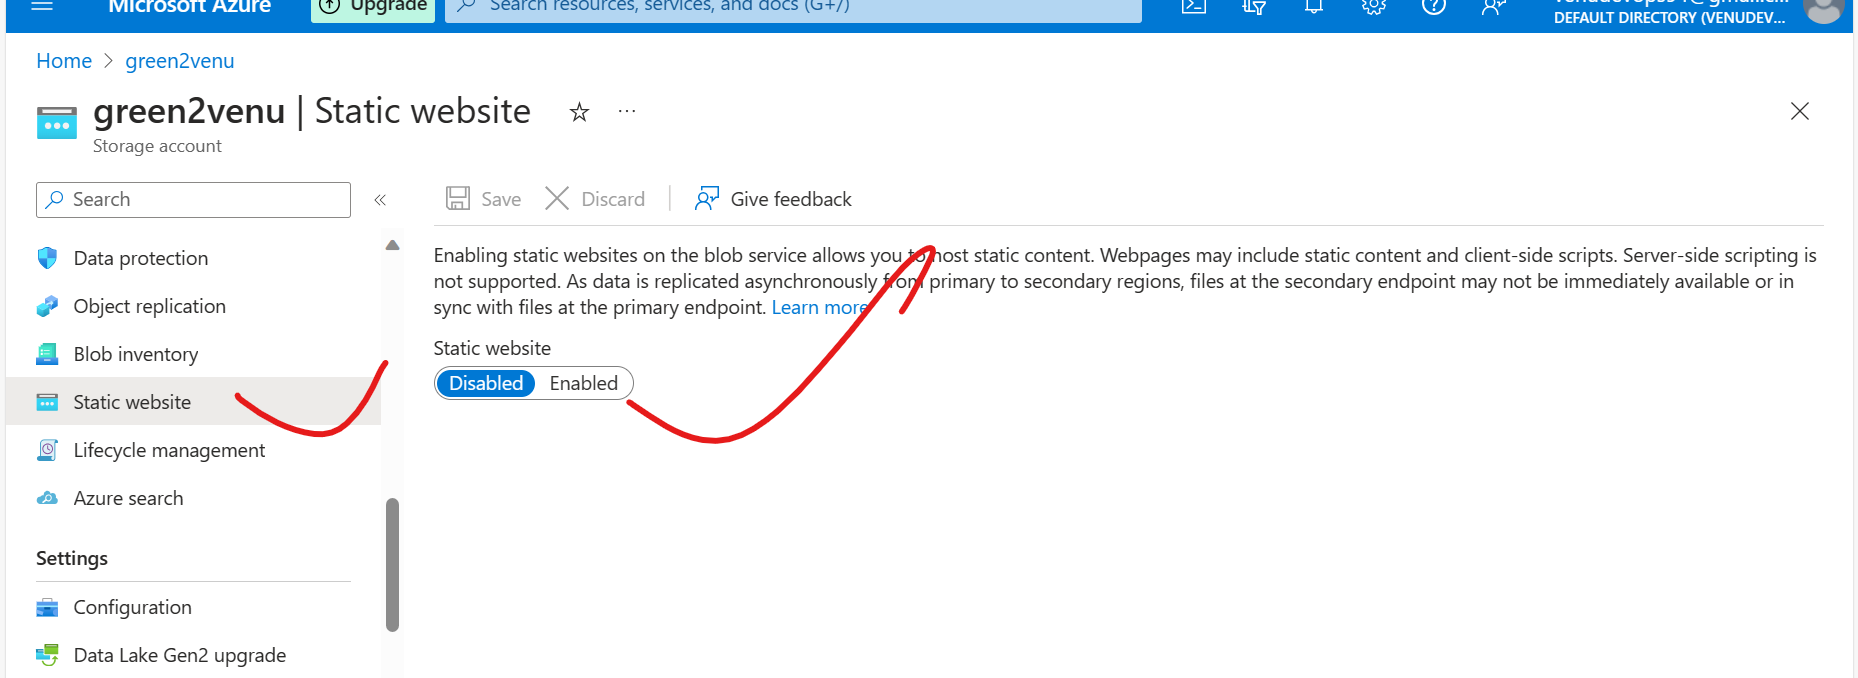 Microsoft Azure
Upgrade
Search resources, services, and docs (G+/)
DEFAULT DIRECTORY (VENUDEV...
Home > green2venu
green2venu | Static website
Storage account
Search
Save
Discard
Give feedback
Data protection
Object replication
Blob inventory
Static website
Lifecycle management
Azure search
Settings
Configuration
Data Lake Gen2 upgrade
Enabling static websites on the blob service allows you to host static content. Webpages may include static content and client-side scripts. Server-side scripting is
not supported. As data is replicated asynchronously from primary to secondary regions, files at the secondary endpoint may not be immediately available or in
sync with files at the primary endpoint. Learn more
Static website
Disabled Enabled